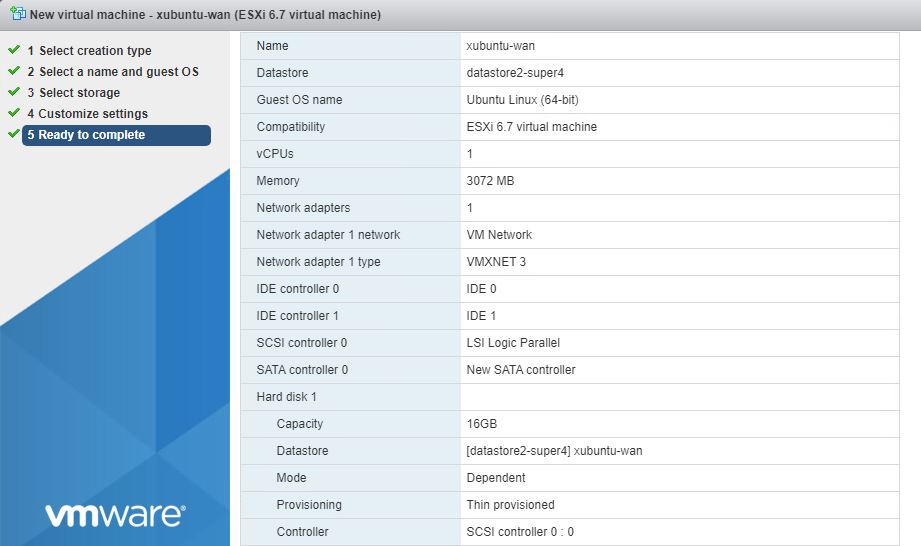 New virtual machine - xubuntu-wan (ESXi 6.7 virtual machine)
1 Select creation type
2 Select a name and guest OS
3 Select storage
4 Customize settings
5 Ready to complete
Name xubuntu-wan
Datastore datastore2-super4
Guest OS name Ubuntu Linux (64-bit)
Compatibility ESXi 6.7 virtual machine
vCPUs 1
Memory 3072 MB
Network adapters 1
Network adapter 1 network VM Network
Network adapter 1 type VMXNET 3
IDE controller 0 IDE 0
IDE controller 1 IDE 1
SCSI controller 0 LSI Logic Parallel
SATA controller 0 New SATA controller
Hard disk 1
Capacity 16GB
Datastore [datastore2-super4] xubuntu-wan
Mode Dependent
Provisioning Thin provisioned
Controller SCSI controller 0 : 0
vmware®